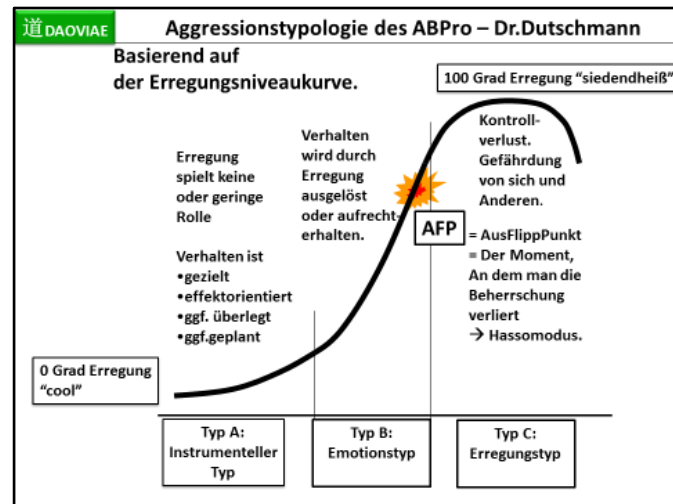 道 DAOVIAE
Aggressionstypologie des ABPro – Dr.Dutschmann
Basierend auf
der Erregungsniveaukurve.
100 Grad Erregung “siedendheiß”
Erregung
spielt keine
oder geringe
Rolle
Verhalten ist
•gezielt
•effektorientiert
•ggf. überlegt
•ggf.geplant
Verhalten
wird durch
Erregung
ausgelöst
oder aufrecht-
erhalten.
Kontroll-
verlust.
Gefährdung
von sich und
Anderen.
AFP
= AusFlippPunkt
= Der Moment,
An dem man die
Beherrschung
verliert
→ Hassomodus.
0 Grad Erregung
“cool”
Typ A:
Instrumenteller
Typ
Typ B:
Emotionstyp
Typ C:
Erregungstyp